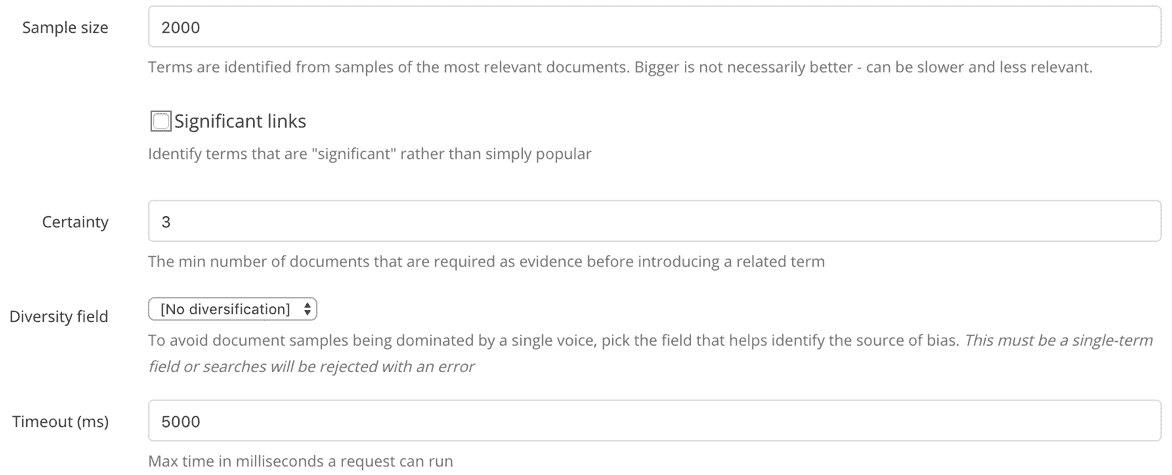 Sample size
2000
Terms are identified from samples of the most relevant documents. Bigger is not necessarily better - can be slower and less relevant.
Significant links
Identify terms that are "significant" rather than simply popular
Certainty
3
The min number of documents that are required as evidence before introducing a related term
Diversity field
[No diversification]
To avoid document samples being dominated by a single voice, pick the field that helps identify the source of bias. This must be a single-term
field or searches will be rejected with an error
Timeout (ms)
5000
Max time in milliseconds a request can run